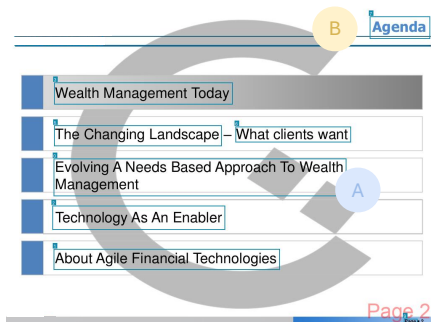 B
Agenda
Wealth Management Today
The Changing Landscape – What clients want
Evolving A Needs Based Approach To Wealth
Management
A
Technology As An Enabler
About Agile Financial Technologies
Page 2